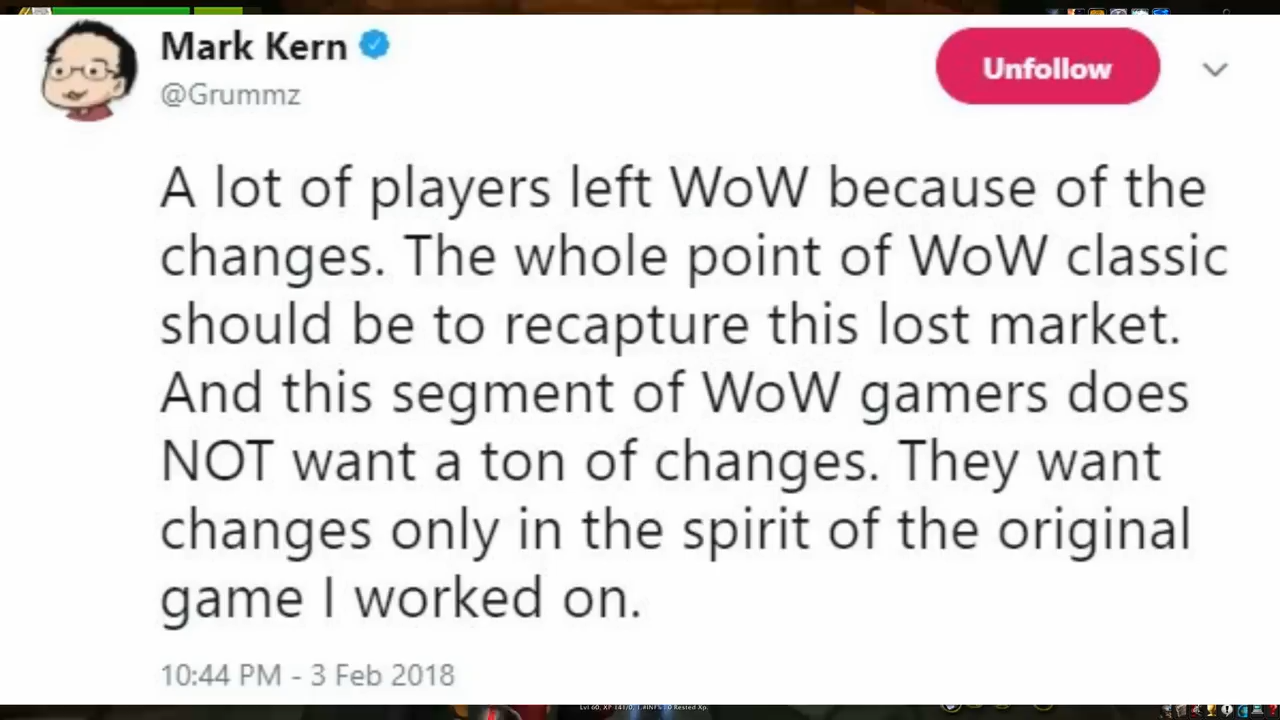 Mark Kern
@Grummz
Unfollow
A lot of players left WoW because of the
changes. The whole point of WoW classic
should be to recapture this lost market.
And this segment of WoW gamers does
NOT want a ton of changes. They want
changes only in the spirit of the original
game I worked on.
10:44 PM - 3 Feb 2018